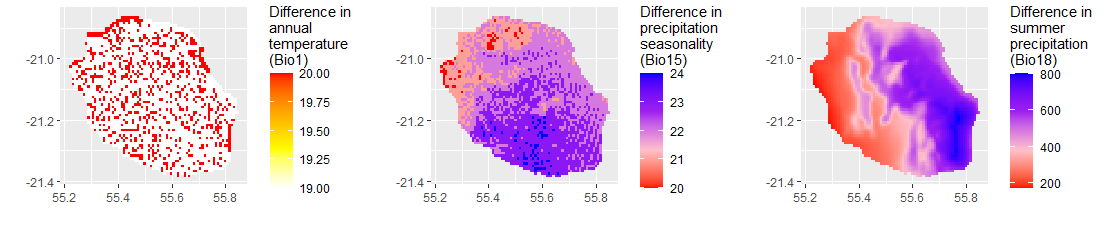 Difference in
annual
temperature
(Bio1)
20.00
19.75
19.50
19.25
19.00
-21.0
-21.2
-21.4
55.2 55.4 55.6 55.8
Difference in
precipitation
seasonality
(Bio15)
24
23
22
21
20
-21.0
-21.2
-21.4
55.2 55.4 55.6 55.8
Difference in
summer
precipitation
(Bio18)
800
600
400
200
-21.0
-21.2
-21.4
55.2 55.4 55.6 55.8